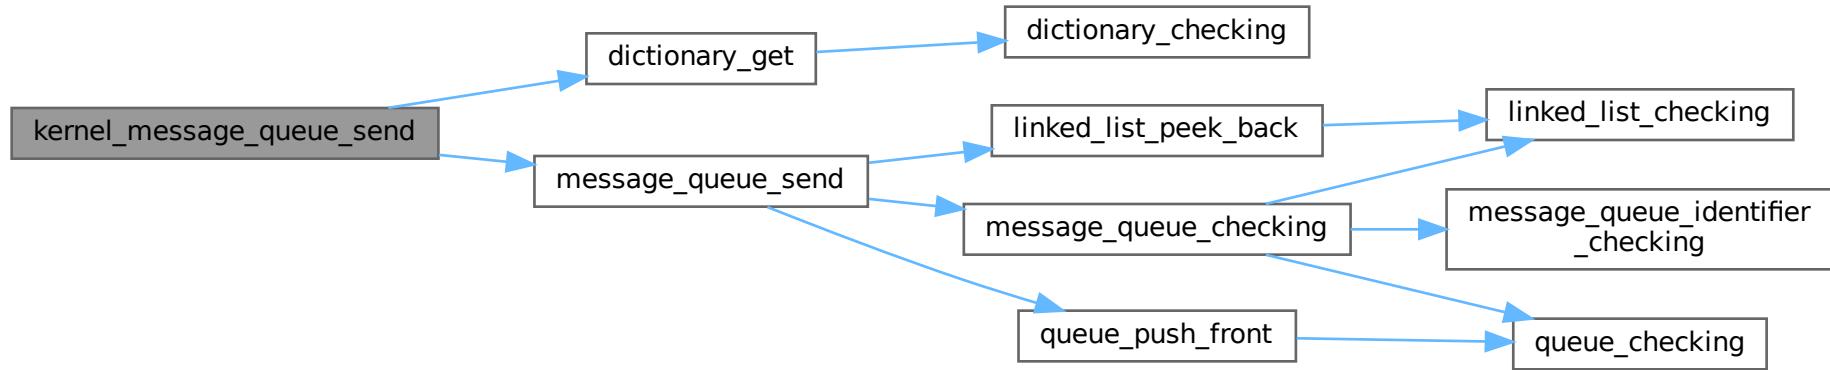 kernel_message_queue_send
dictionary_get
dictionary_checking
message_queue_send
linked_list_peek_back
linked_list_checking
message_queue_checking
message_queue_identifier
_checking
queue_push_front
queue_checking